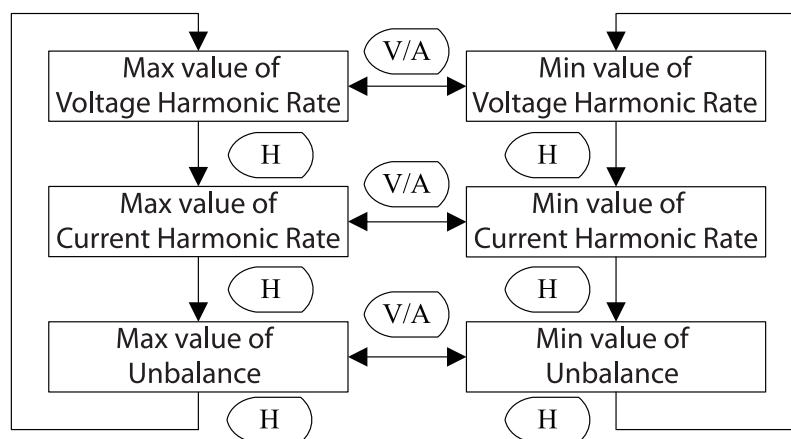 Max value of
Voltage Harmonic Rate
V/A
Min value of
Voltage Harmonic Rate
H
H
Max value of
Current Harmonic Rate
V/A
Min value of
Current Harmonic Rate
H
H
Max value of
Unbalance
V/A
Min value of
Unbalance
H
H